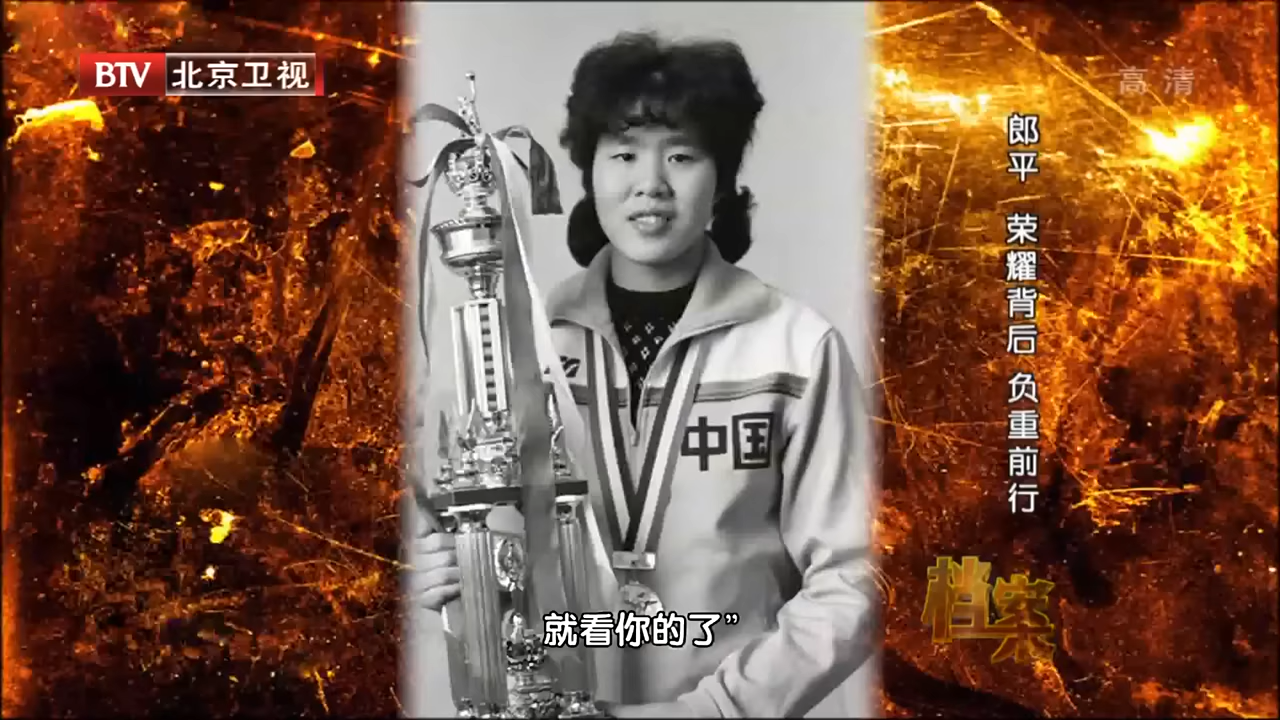 BTV 北京卫视
高清
郎平 荣耀背后 负重前行
中国
档案
就看你的了”